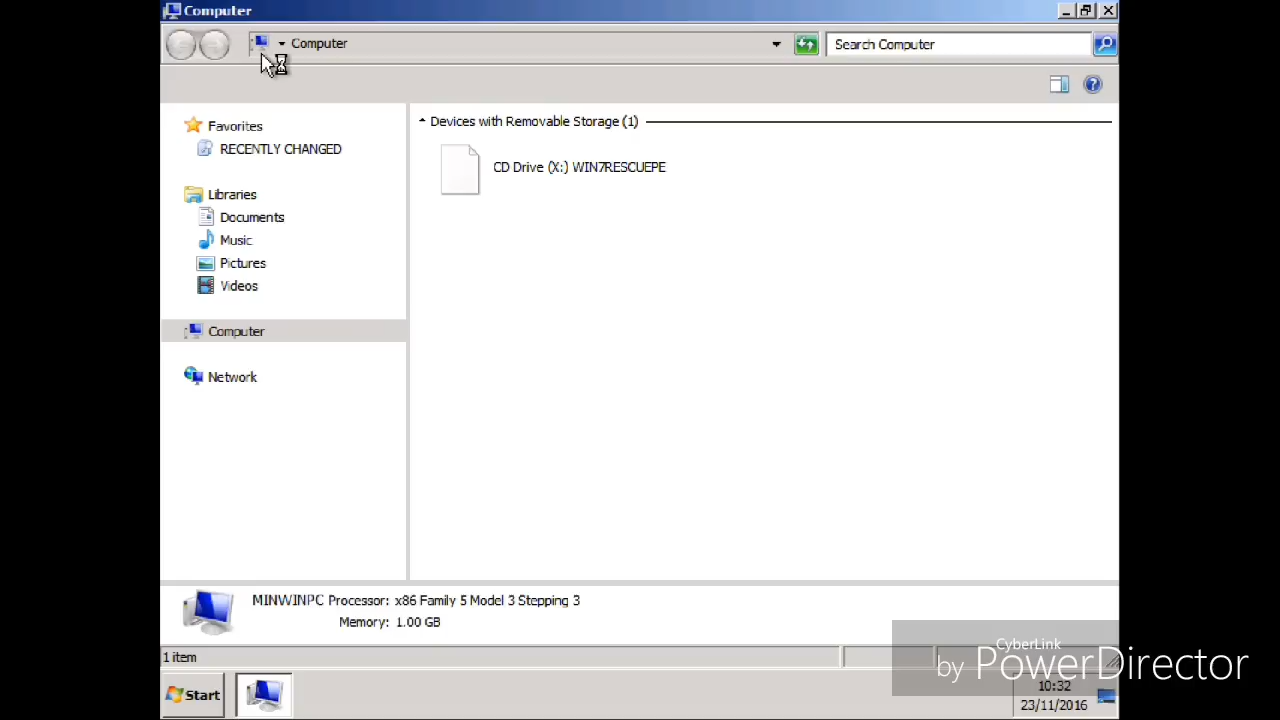 Computer
Computer
Search Computer
Favorites
RECENTLY CHANGED
Libraries
Documents
Music
Pictures
Videos
Computer
Network
Devices with Removable Storage (1)
CD Drive (X:) WIN7RESCUEPE
MINWINPC Processor: x86 Family 5 Model 3 Stepping 3
Memory: 1.00 GB
1 item
CyberLink
by PowerDirector
Start
10:32
23/11/2016